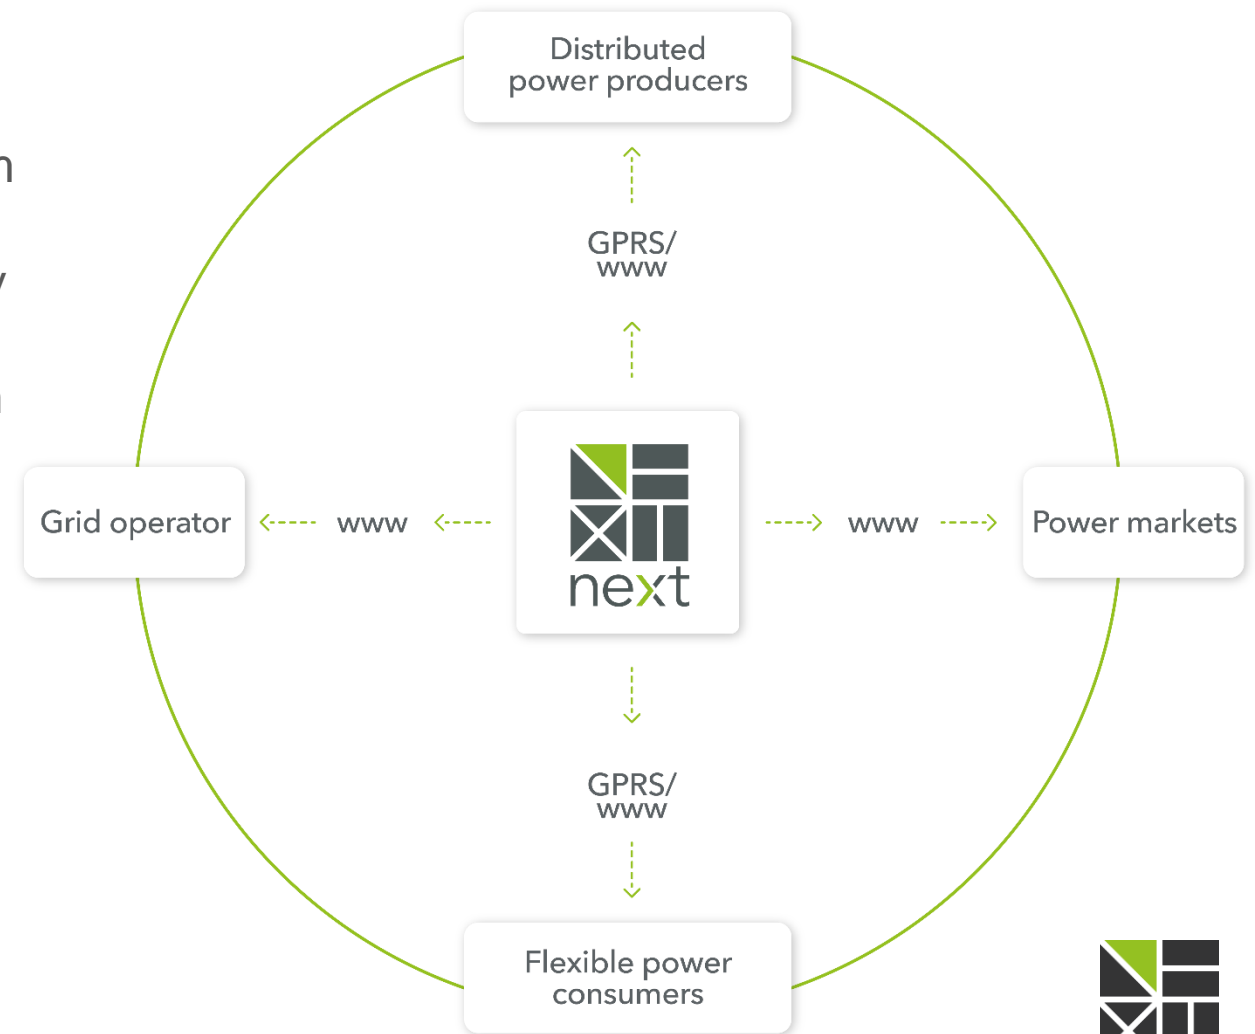 Distributed
power producers
GPRS/
www
Grid operator
www
next
www
Power markets
GPRS/
www
Flexible power
consumers